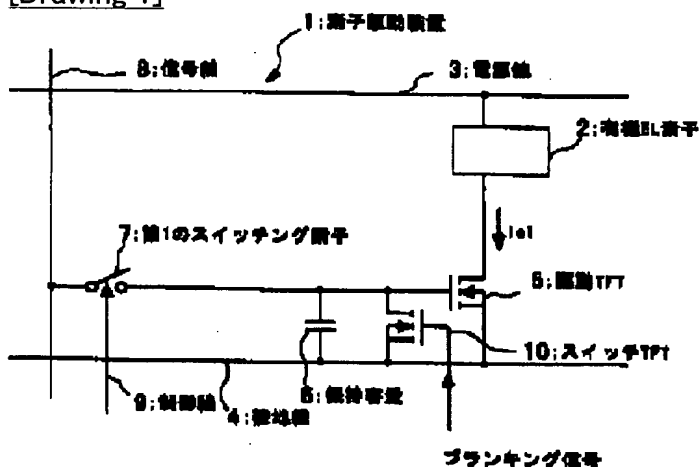 [Drawing 1]
1;素子駆動装置
8;信号線
3;電源線
2;有機EL素子
7;第1のスイッチング素子
Iel
5;駆動TFT
10;スイッチTFT
6;保持容量
9;制御線
4;接地線
ブランキング信号